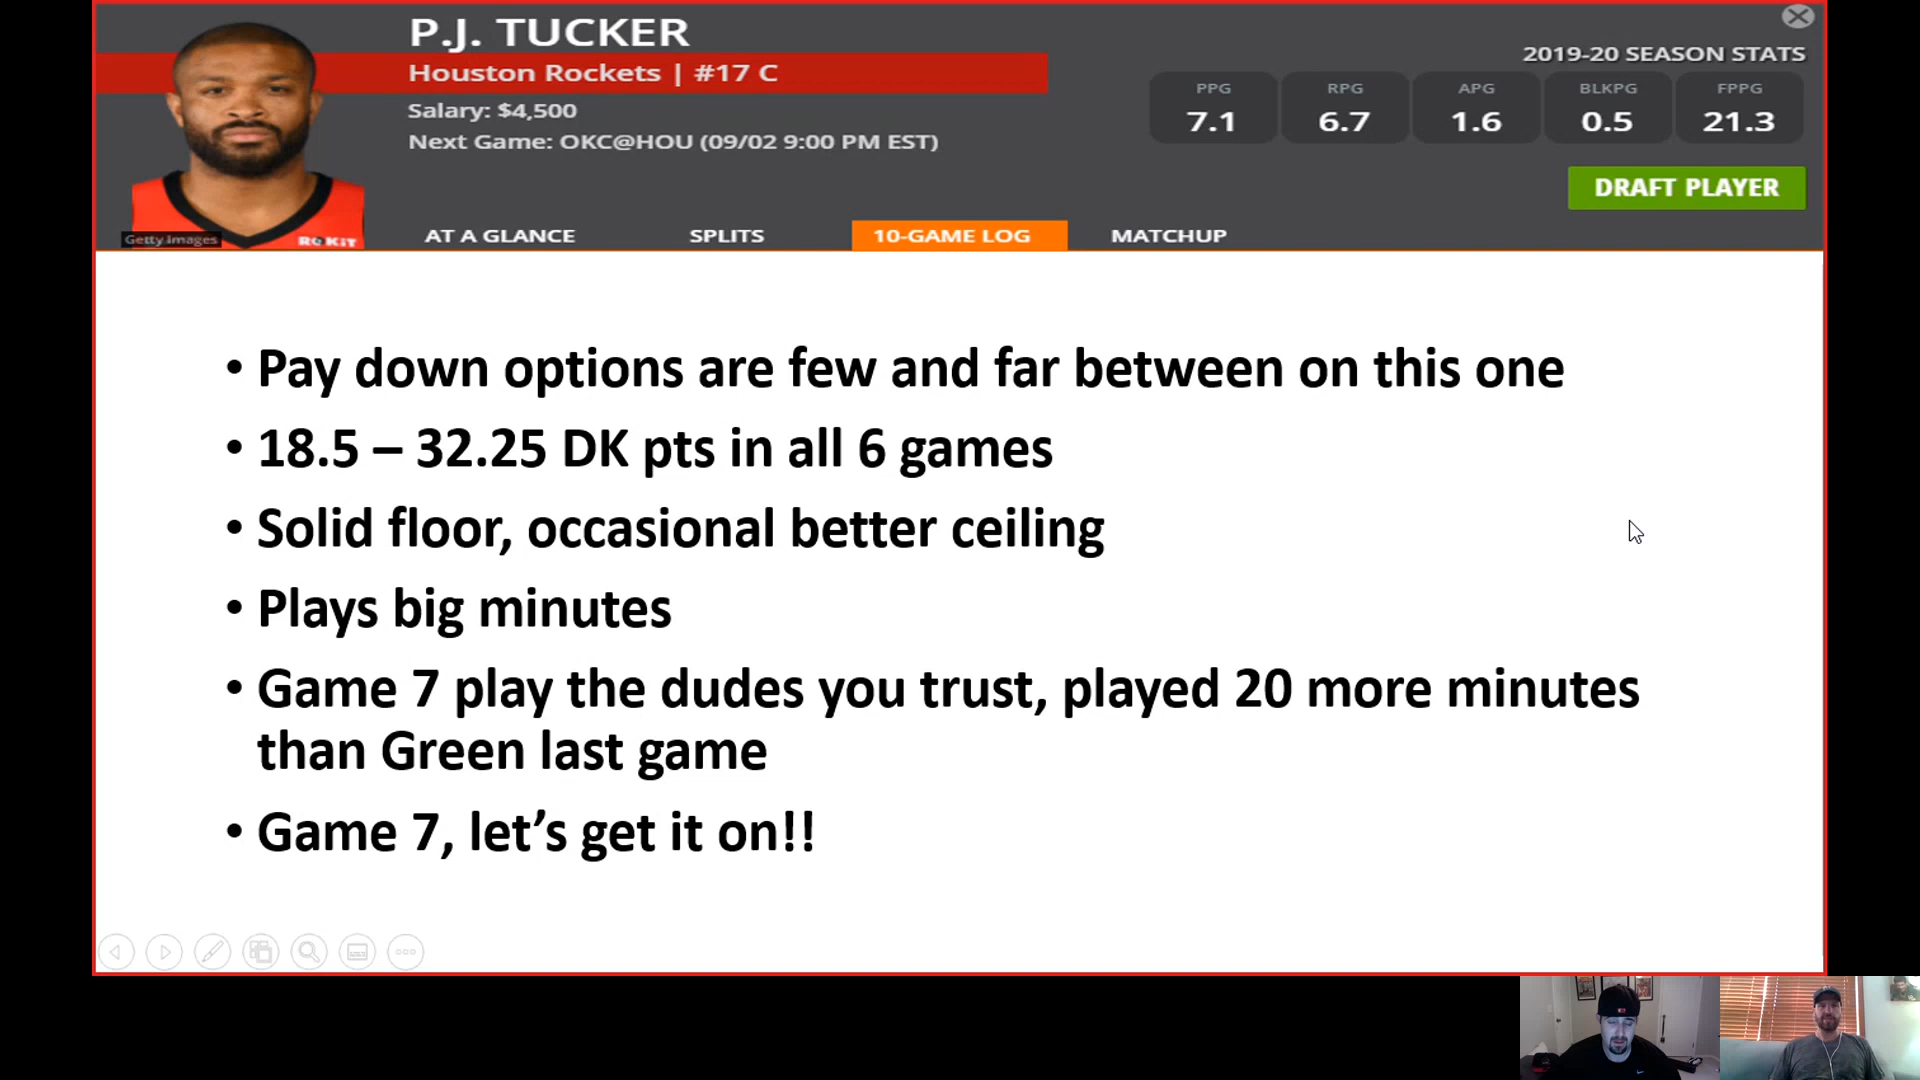 P.J. TUCKER
Houston Rockets | #17 C
Salary: $4,500
Next Game: OKC@HOU (09/02 9:00 PM EST)
2019-20 SEASON STATS
PPG RPG APG BLKPG FPPG
7.1 6.7 1.6 0.5 21.3
DRAFT PLAYER
Getty Images
ROKiT
AT A GLANCE SPLITS 10-GAME LOG MATCHUP
• Pay down options are few and far between on this one
• 18.5 – 32.25 DK pts in all 6 games
• Solid floor, occasional better ceiling
• Plays big minutes
• Game 7 play the dudes you trust, played 20 more minutes
than Green last game
• Game 7, let’s get it on!!